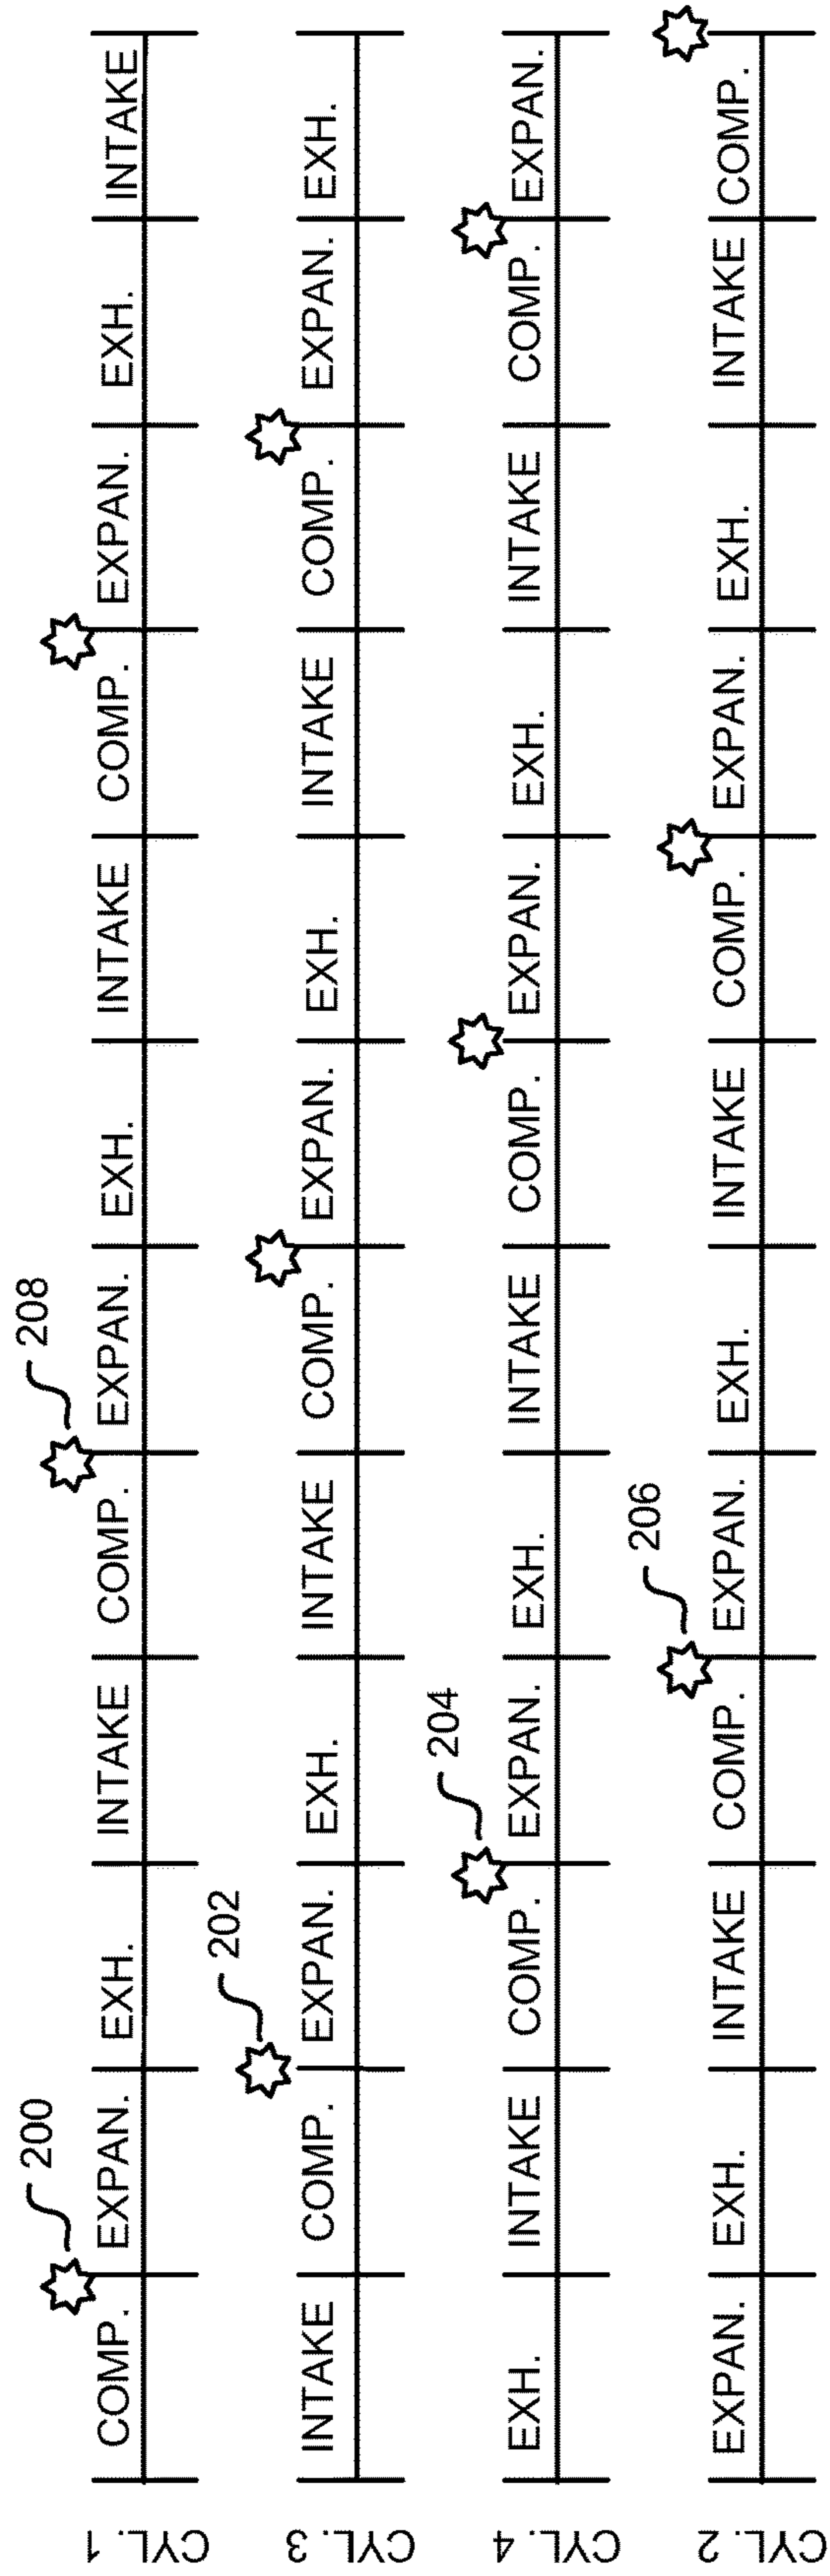 200 208
CYL. 1 COMP. EXPAN. EXH. INTAKE COMP. EXPAN. EXH. INTAKE COMP. EXPAN. EXH. INTAKE
202
CYL. 3 INTAKE COMP. EXPAN. EXH. INTAKE COMP. EXPAN. EXH. INTAKE COMP. EXPAN. EXH.
204
CYL. 4 EXH. INTAKE COMP. EXPAN. EXH. INTAKE COMP. EXPAN. EXH. INTAKE COMP. EXPAN.
206
CYL. 2 EXPAN. EXH. INTAKE COMP. EXPAN. EXH. INTAKE COMP. EXPAN. EXH. INTAKE COMP.